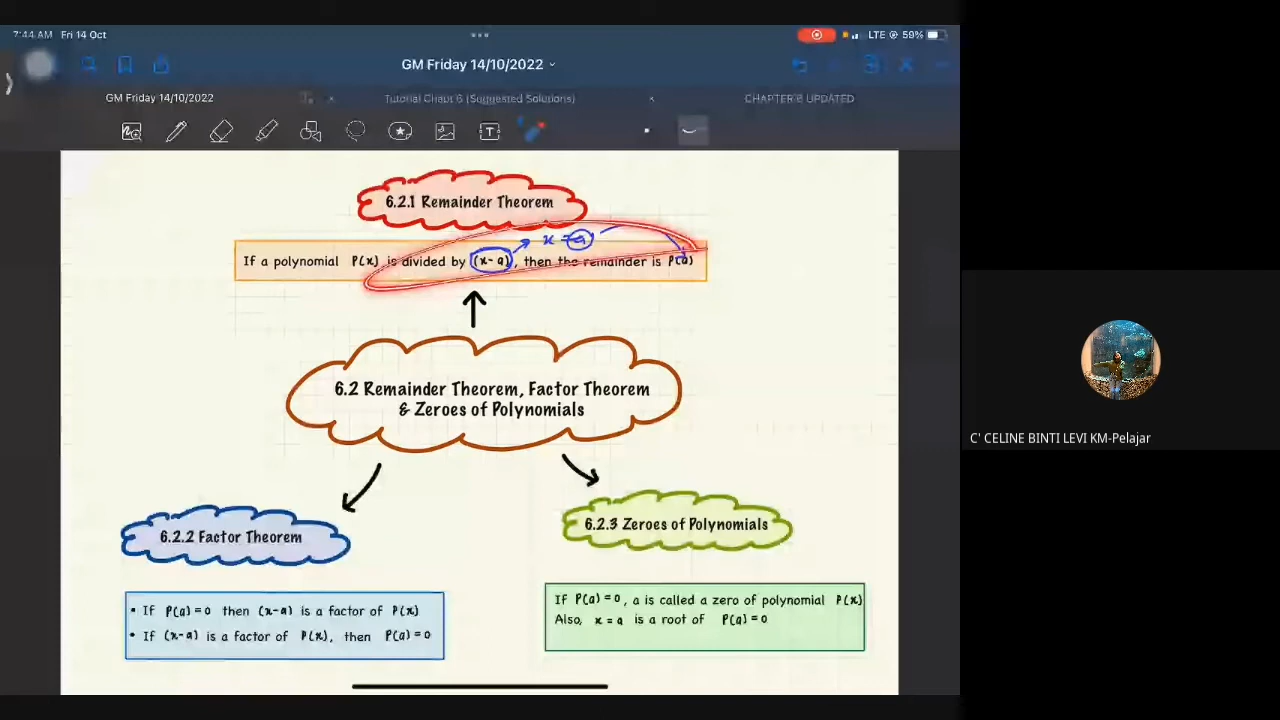 7:44 AM Fri 14 Oct
LTE 59%
GM Friday 14/10/2022
GM Friday 14/10/2022
Tutorial Chapt 6 (Suggested Solutions)
CHAPTER 6 UPDATED
6.2.1 Remainder Theorem
x = a
If a polynomial P(x) is divided by (x-a), then the remainder is P(a)
6.2 Remainder Theorem, Factor Theorem
& Zeroes of Polynomials
6.2.2 Factor Theorem
6.2.3 Zeroes of Polynomials
• If P(a)=0 then (x-a) is a factor of P(x)
• If (x-a) is a factor of P(x), then P(a)=0
If P(a)=0, a is called a zero of polynomial P(x)
Also, x=a is a root of P(a)=0
C' CELINE BINTI LEVI KM-Pelajar